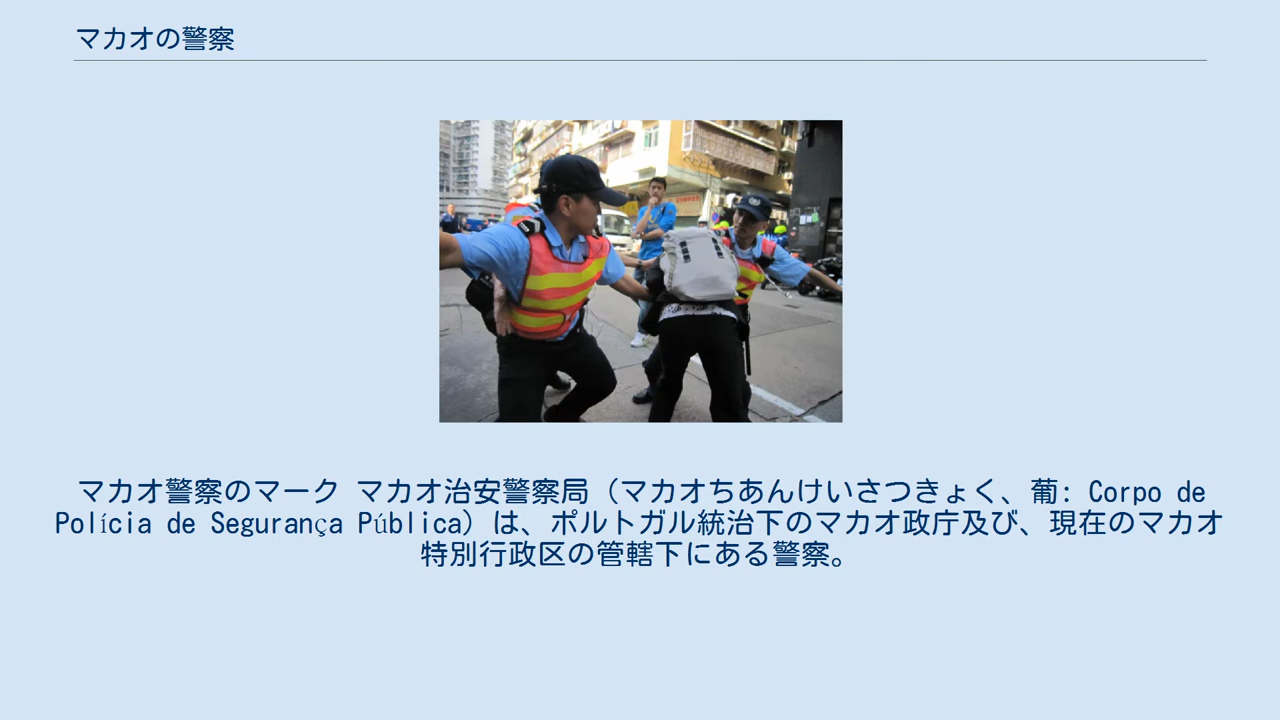 マカオの警察
マカオ警察のマーク マカオ治安警察局（マカオちあんけいさつきょく、葡: Corpo de
Polícia de Segurança Pública）は、ポルトガル統治下のマカオ政庁及び、現在のマカオ
特別行政区の管轄下にある警察。